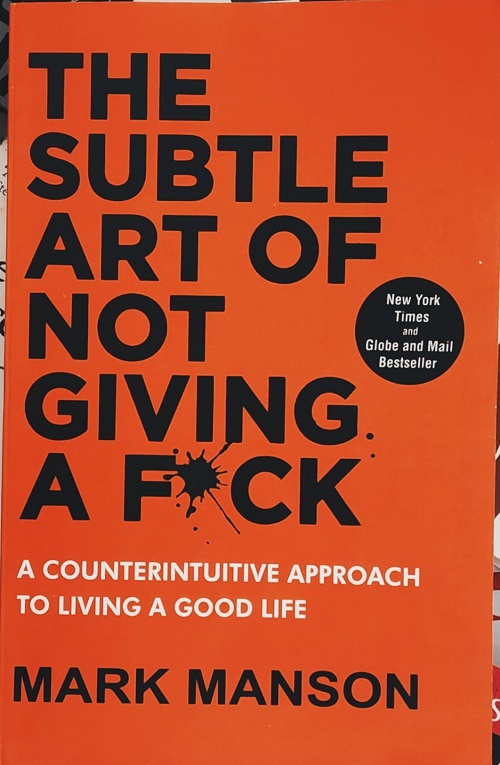 THE
SUBTLE
ART OF
NOT
New York
Times
and
Globe and Mail
Bestseller
GIVING
A F*CK
A COUNTERINTUITIVE APPROACH
TO LIVING A GOOD LIFE
MARK MANSON